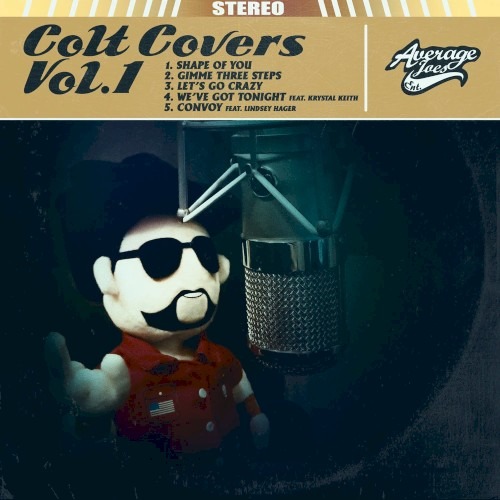 STEREO
Colt Covers
Vol.1
1. SHAPE OF YOU
2. GIMME THREE STEPS
3. LET'S GO CRAZY
4. WE'VE GOT TONIGHT FEAT. KRYSTAL KEITH
5. CONVOY FEAT. LINDSEY HAGER
Average
Joes
Ent.